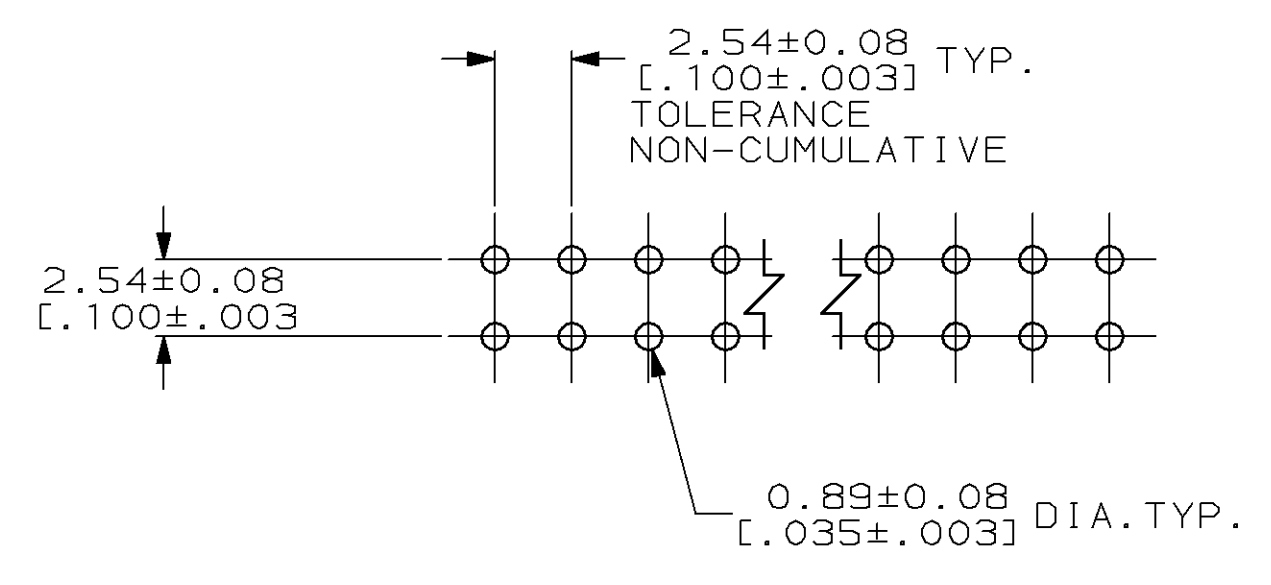 2.54±0.08 TYP.
[.100±.003]
TOLERANCE
NON-CUMULATIVE
2.54±0.08
[.100±.003
0.89±0.08 DIA.TYP.
[.035±.003]